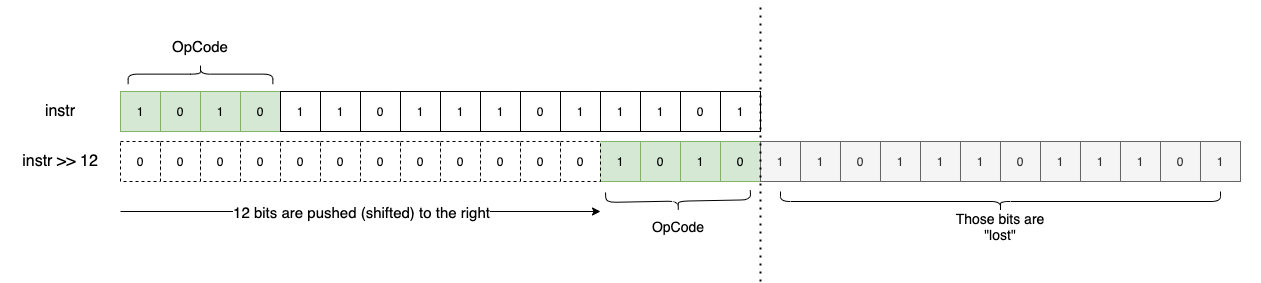 OpCode
instr 1 0 1 0 1 1 0 1 1 1 0 1 1 1 0 1
instr >> 12 0 0 0 0 0 0 0 0 0 0 0 0 1 0 1 0 1 1 0 1 1 1 0 1 1 1 0 1
12 bits are pushed (shifted) to the right
OpCode
Those bits are
"lost"